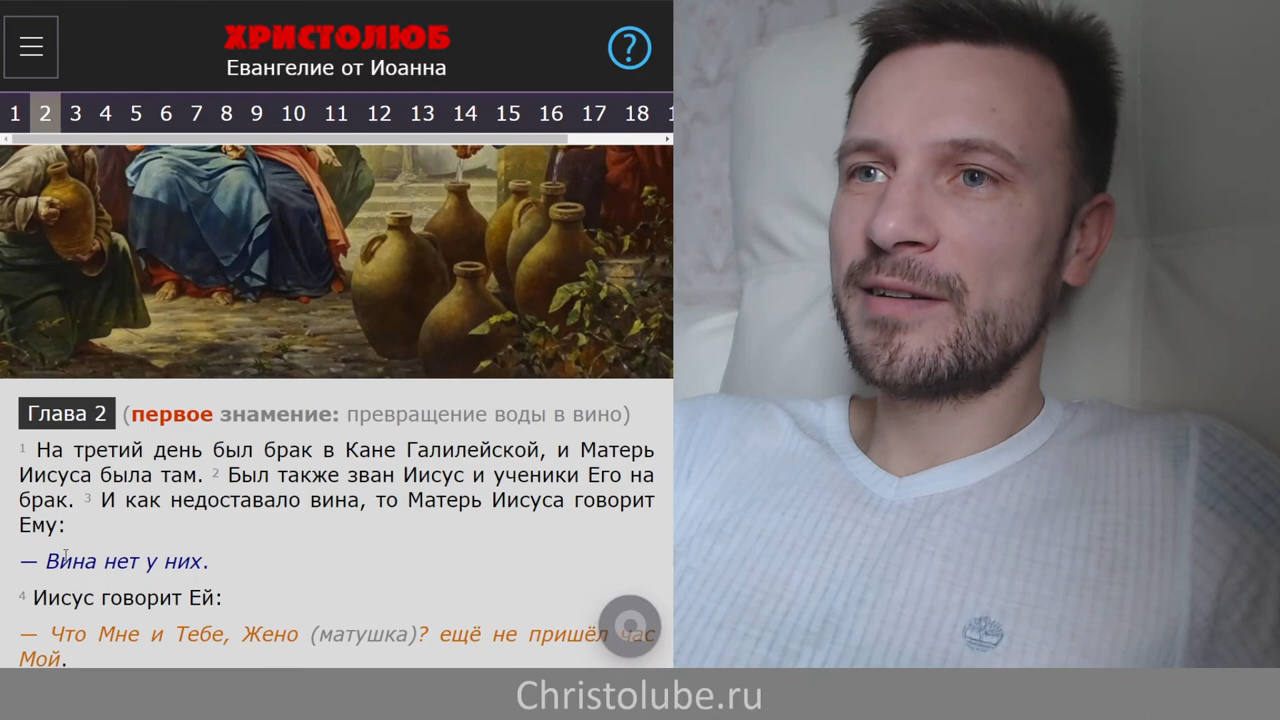 ХРИСТОЛЮБ
Евангелие от Иоанна
?
1 2 3 4 5 6 7 8 9 10 11 12 13 14 15 16 17 18
Глава 2 (первое знамение: превращение воды в вино)
1 На третий день был брак в Кане Галилейской, и Матерь
Иисуса была там. 2 Был также зван Иисус и ученики Его на
брак. 3 И как недоставало вина, то Матерь Иисуса говорит
Ему:
— Вина нет у них.
4 Иисус говорит Ей:
— Что Мне и Тебе, Жено (матушка)? ещё не пришёл час
Мой.
Christolube.ru